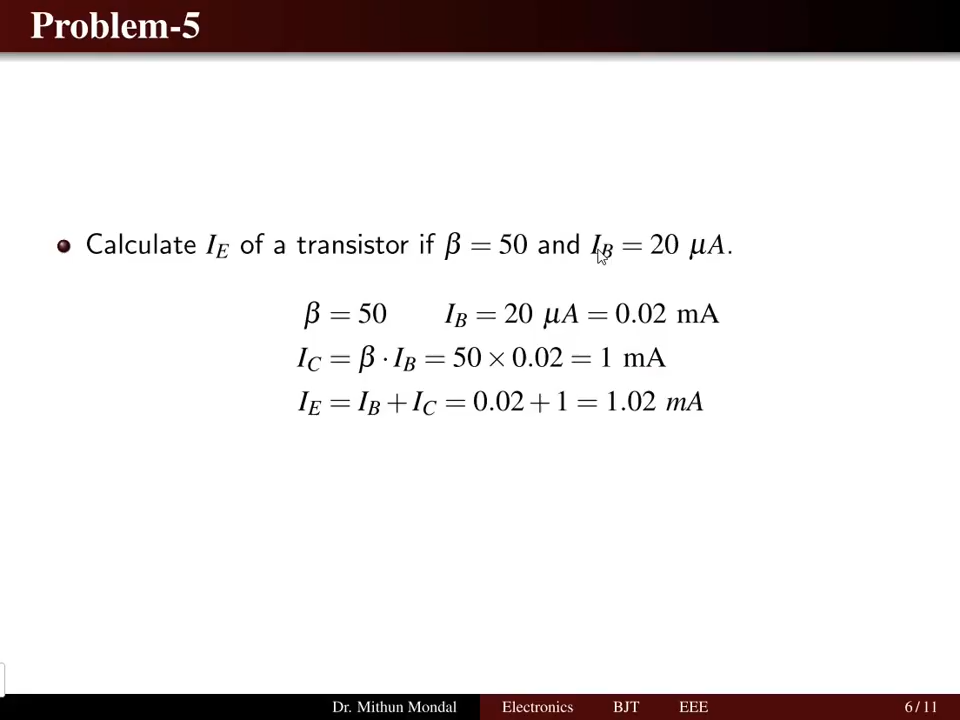 Problem-5
Calculate I_E of a transistor if β = 50 and I_B = 20 μA.
β = 50 I_B = 20 μA = 0.02 mA
I_C = β · I_B = 50 × 0.02 = 1 mA
I_E = I_B + I_C = 0.02 + 1 = 1.02 mA
Dr. Mithun Mondal Electronics BJT EEE 6 / 11